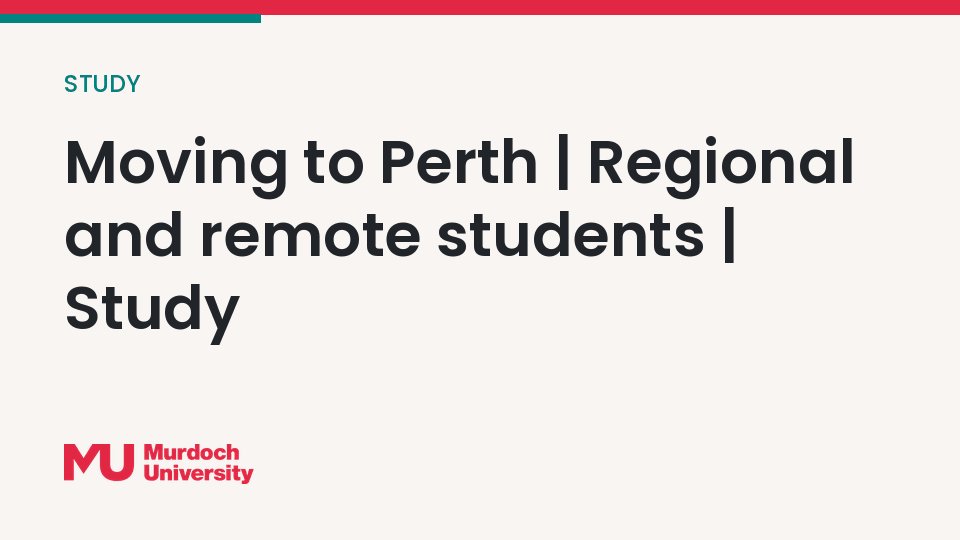 STUDY
Moving to Perth | Regional
and remote students |
Study
MU Murdoch
University